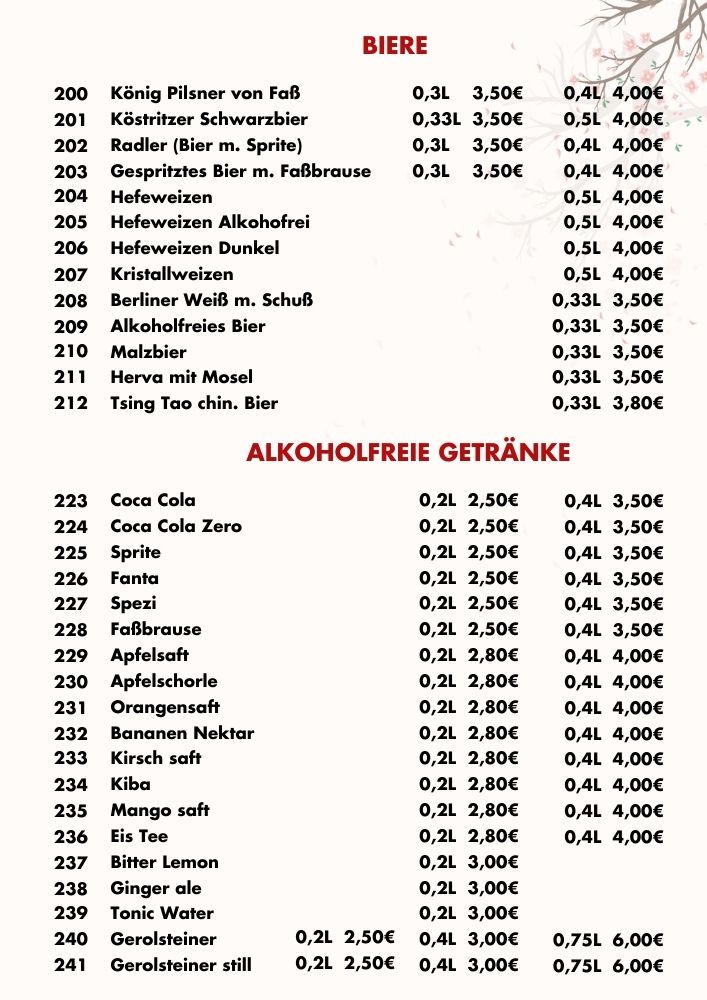 BIERE
200 König Pilsner von Faß 0,3L 3,50€ 0,4L 4,00€
201 Köstritzer Schwarzbier 0,33L 3,50€ 0,5L 4,00€
202 Radler (Bier m. Sprite) 0,3L 3,50€ 0,4L 4,00€
203 Gespritztes Bier m. Faßbrause 0,3L 3,50€ 0,4L 4,00€
204 Hefeweizen 0,5L 4,00€
205 Hefeweizen Alkohofrei 0,5L 4,00€
206 Hefeweizen Dunkel 0,5L 4,00€
207 Kristallweizen 0,5L 4,00€
208 Berliner Weiß m. Schuß 0,33L 3,50€
209 Alkoholfreies Bier 0,33L 3,50€
210 Malzbier 0,33L 3,50€
211 Herva mit Mosel 0,33L 3,50€
212 Tsing Tao chin. Bier 0,33L 3,80€
ALKOHOLFREIE GETRÄNKE
223 Coca Cola 0,2L 2,50€ 0,4L 3,50€
224 Coca Cola Zero 0,2L 2,50€ 0,4L 3,50€
225 Sprite 0,2L 2,50€ 0,4L 3,50€
226 Fanta 0,2L 2,50€ 0,4L 3,50€
227 Spezi 0,2L 2,50€ 0,4L 3,50€
228 Faßbrause 0,2L 2,50€ 0,4L 3,50€
229 Apfelsaft 0,2L 2,80€ 0,4L 4,00€
230 Apfelschorle 0,2L 2,80€ 0,4L 4,00€
231 Orangensaft 0,2L 2,80€ 0,4L 4,00€
232 Bananen Nektar 0,2L 2,80€ 0,4L 4,00€
233 Kirsch saft 0,2L 2,80€ 0,4L 4,00€
234 Kiba 0,2L 2,80€ 0,4L 4,00€
235 Mango saft 0,2L 2,80€ 0,4L 4,00€
236 Eis Tee 0,2L 2,80€ 0,4L 4,00€
237 Bitter Lemon 0,2L 3,00€
238 Ginger ale 0,2L 3,00€
239 Tonic Water 0,2L 3,00€
240 Gerolsteiner 0,2L 2,50€ 0,4L 3,00€ 0,75L 6,00€
241 Gerolsteiner still 0,2L 2,50€ 0,4L 3,00€ 0,75L 6,00€